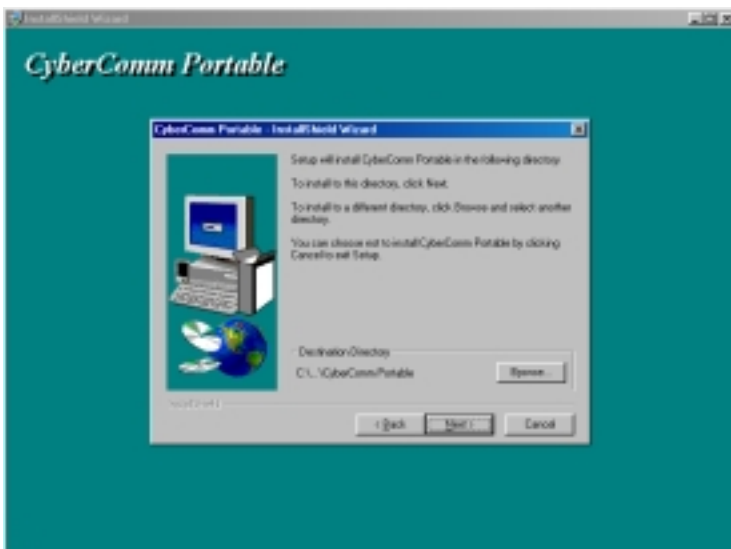 InstallShield Wizard
CyberComm Portable
CyberComm Portable - InstallShield Wizard
Setup will install CyberComm Portable in the following directory.
To install to this directory, click Next.
To install to a different directory, click Browse and select another
directory.
You can choose not to install CyberComm Portable by clicking
Cancel to exit Setup.
Destination Directory
C:\...\CyberComm Portable
Browse...
InstallShield
< Back
Next >
Cancel